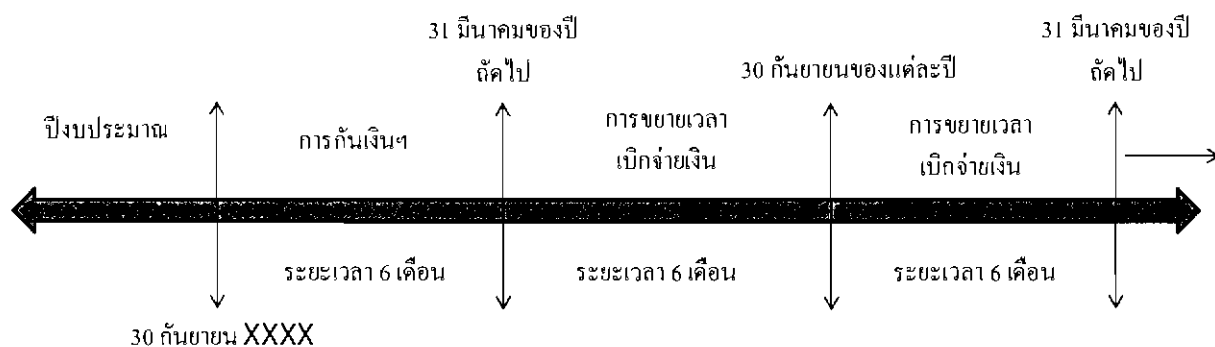 31 มีนาคมของปี
ถัดไป
30 กันยายนของแต่ละปี
31 มีนาคมของปี
ถัดไป
ปีงบประมาณ
การกันเงินฯ
การขยายเวลา
เบิกจ่ายเงิน
การขยายเวลา
เบิกจ่ายเงิน
ระยะเวลา 6 เดือน
ระยะเวลา 6 เดือน
ระยะเวลา 6 เดือน
30 กันยายน XXXX